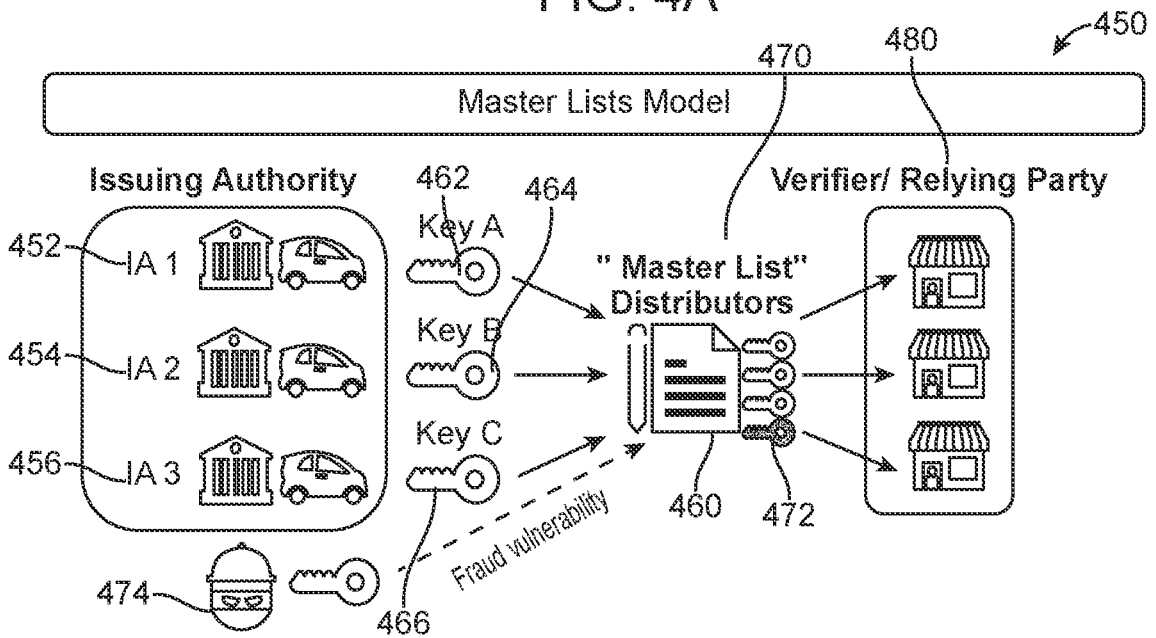 FIG. 4A
450
470
480
Master Lists Model
Issuing Authority
462
464
Verifier/ Relying Party
452
IA 1
Key A
" Master List"
Distributors
454
IA 2
Key B
456
IA 3
Key C
460
472
Fraud vulnerability
474
466